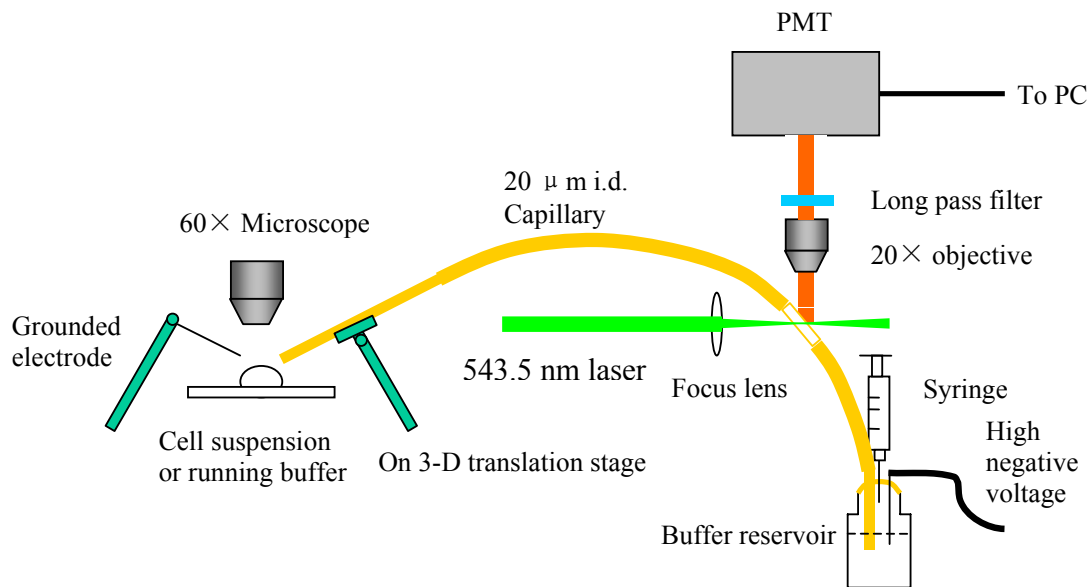 PMT
To PC
20 μm i.d.
Capillary
Long pass filter
60× Microscope
20× objective
Grounded
electrode
543.5 nm laser
Focus lens
Syringe
Cell suspension
or running buffer
On 3-D translation stage
High
negative
voltage
Buffer reservoir